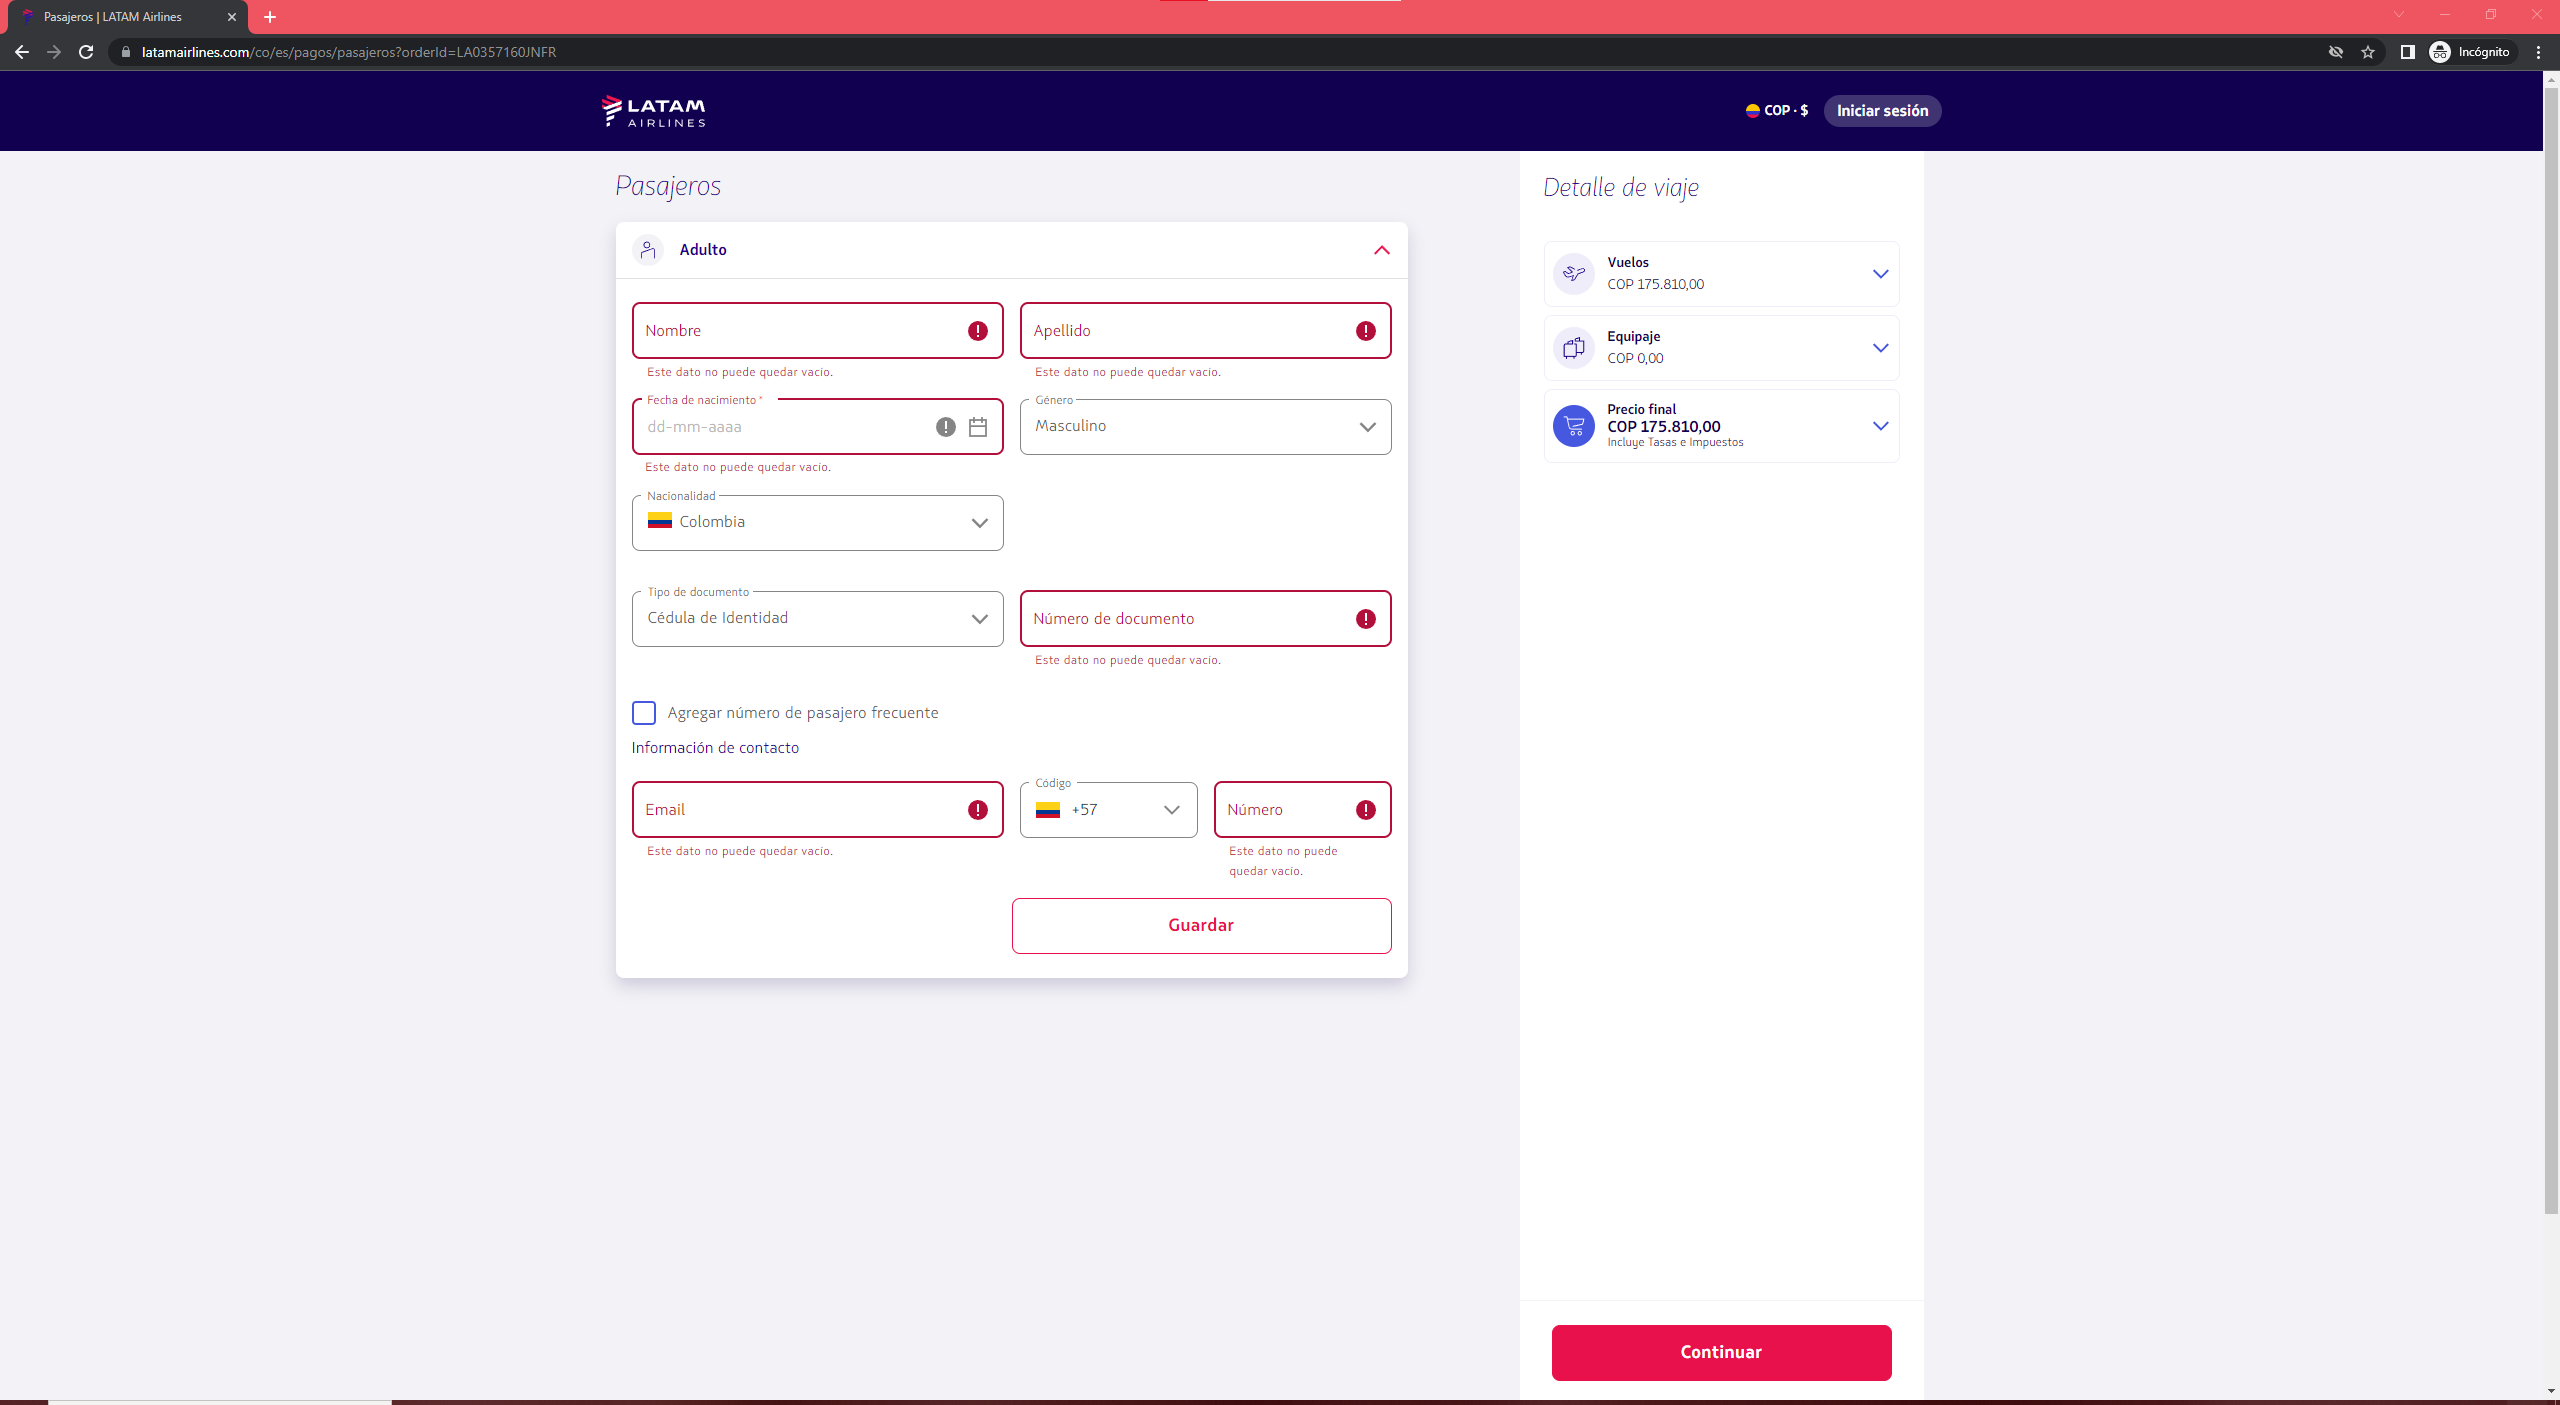 Pasajeros | LATAM Airlines
latamairlines.com/co/es/pagos/pasajeros?orderId=LA0357160JNFR
Incógnito
LATAM
AIRLINES
COP · $
Iniciar sesión
Pasajeros
Adulto
Nombre
Apellido
Este dato no puede quedar vacío.
Este dato no puede quedar vacío.
Fecha de nacimiento *
dd-mm-aaaa
Género
Masculino
Este dato no puede quedar vacío.
Nacionalidad
Colombia
Tipo de documento
Cédula de Identidad
Número de documento
Este dato no puede quedar vacío.
Agregar número de pasajero frecuente
Información de contacto
Email
Código
+57
Número
Este dato no puede quedar vacío.
Este dato no puede
quedar vacío.
Guardar
Detalle de viaje
Vuelos
COP 175.810,00
Equipaje
COP 0,00
Precio final
COP 175.810,00
Incluye Tasas e Impuestos
Continuar